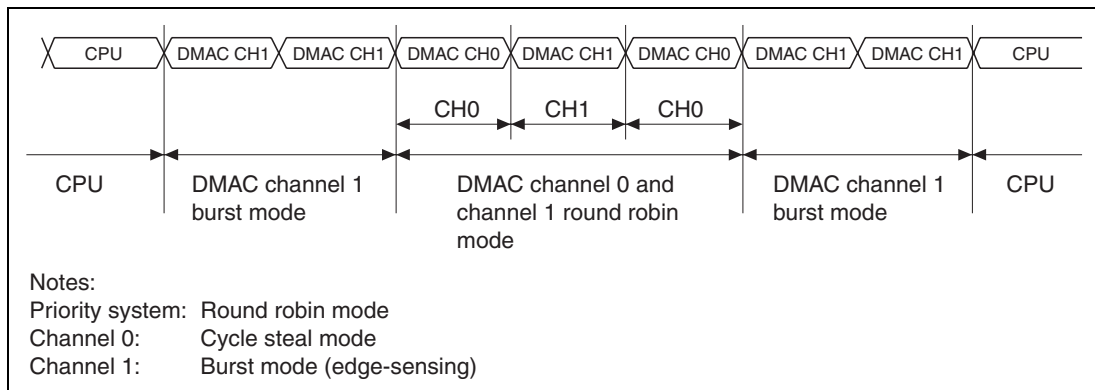 CPU DMAC CH1 DMAC CH1 DMAC CH0 DMAC CH1 DMAC CH0 DMAC CH1 DMAC CH1 CPU
CH0 CH1 CH0
CPU
DMAC channel 1
burst mode
DMAC channel 0 and
channel 1 round robin
mode
DMAC channel 1
burst mode
CPU
Notes:
Priority system: Round robin mode
Channel 0: Cycle steal mode
Channel 1: Burst mode (edge-sensing)